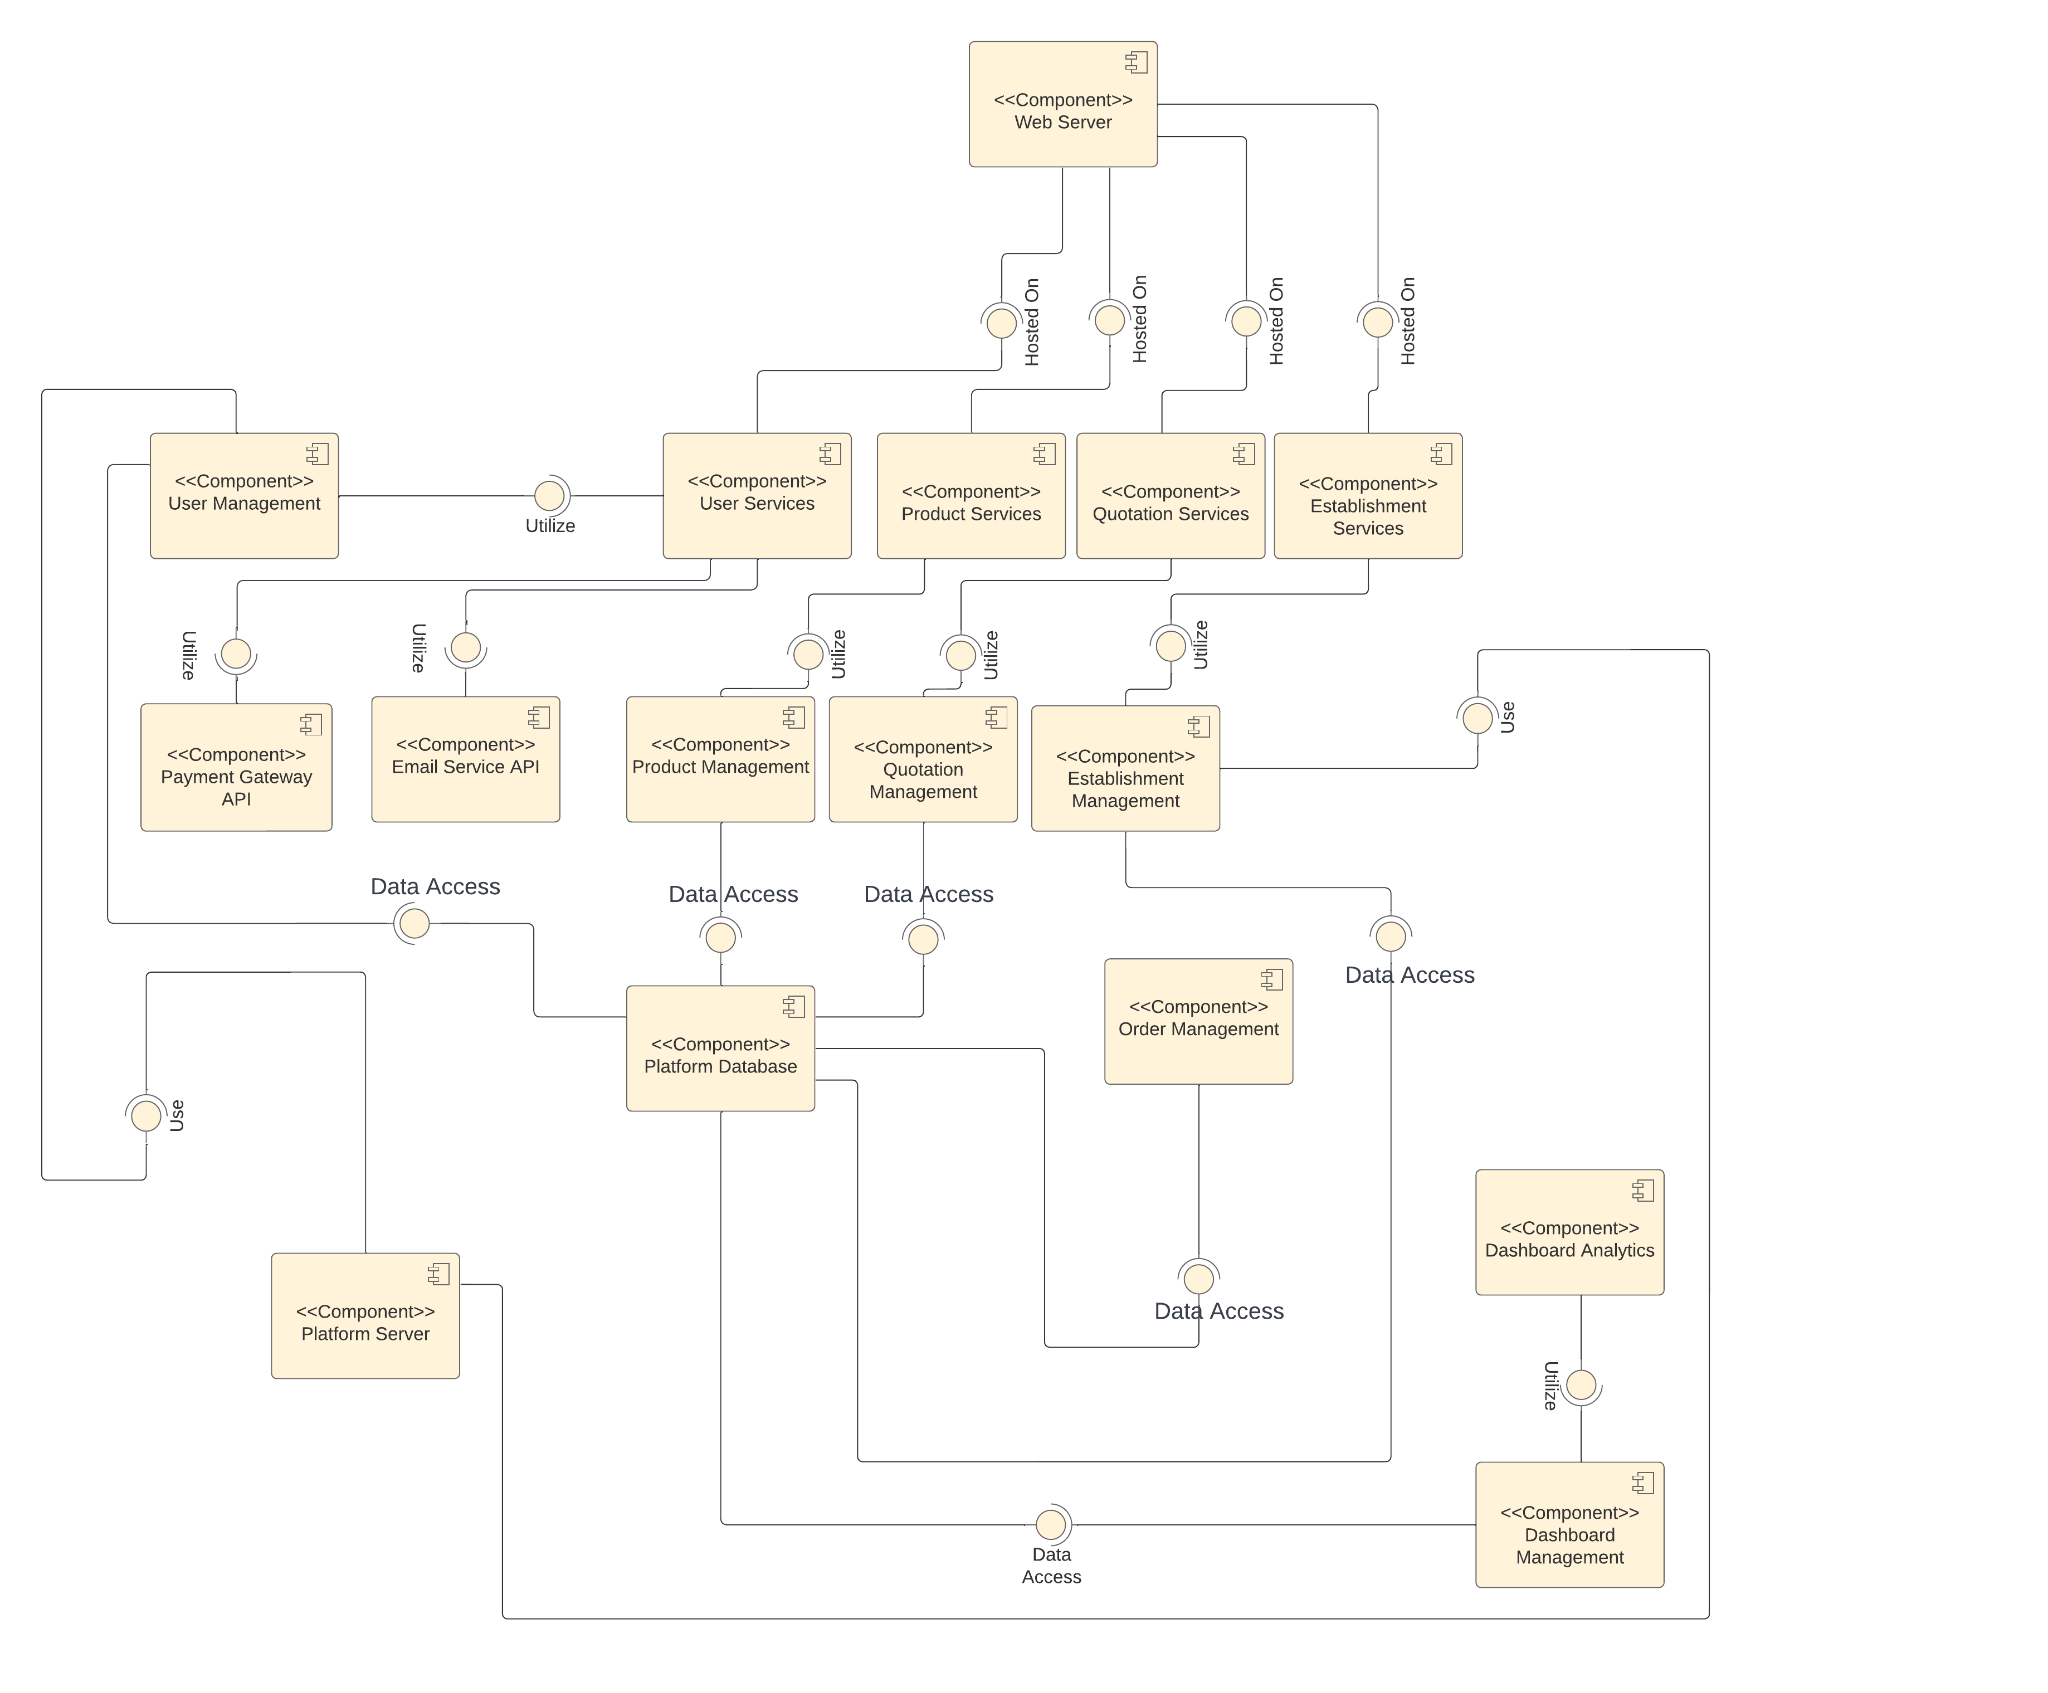 <<Component>>
Web Server
Hosted On
Hosted On
Hosted On
Hosted On
<<Component>>
User Management
Utilize
<<Component>>
User Services
<<Component>>
Product Services
<<Component>>
Quotation Services
<<Component>>
Establishment
Services
Utilize
Utilize
Utilize
Utilize
Utilize
Use
<<Component>>
Payment Gateway
API
<<Component>>
Email Service API
<<Component>>
Product Management
<<Component>>
Quotation
Management
<<Component>>
Establishment
Management
Data Access
Data Access
Data Access
Data Access
<<Component>>
Platform Database
<<Component>>
Order Management
Use
<<Component>>
Platform Server
Data Access
<<Component>>
Dashboard Analytics
Utilize
<<Component>>
Dashboard
Management
Data
Access